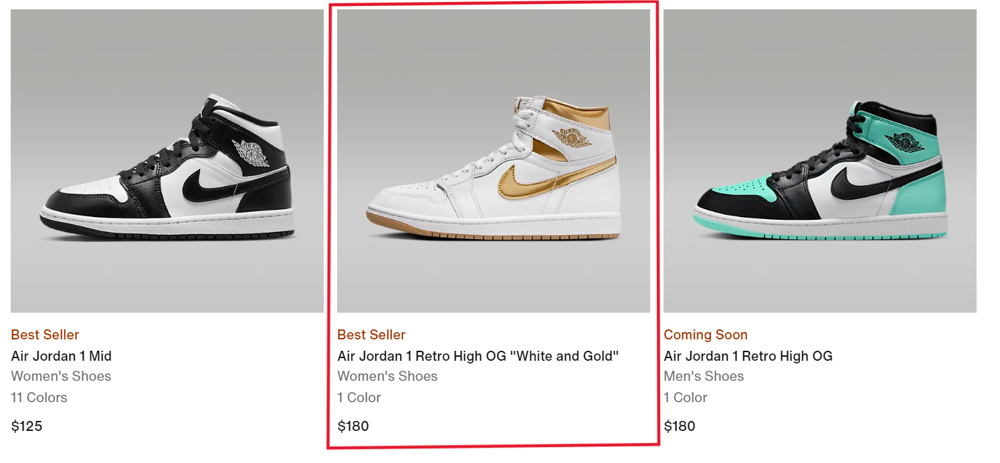 Best Seller
Air Jordan 1 Mid
Women's Shoes
11 Colors
$125
Best Seller
Air Jordan 1 Retro High OG "White and Gold"
Women's Shoes
1 Color
$180
Coming Soon
Air Jordan 1 Retro High OG
Men's Shoes
1 Color
$180